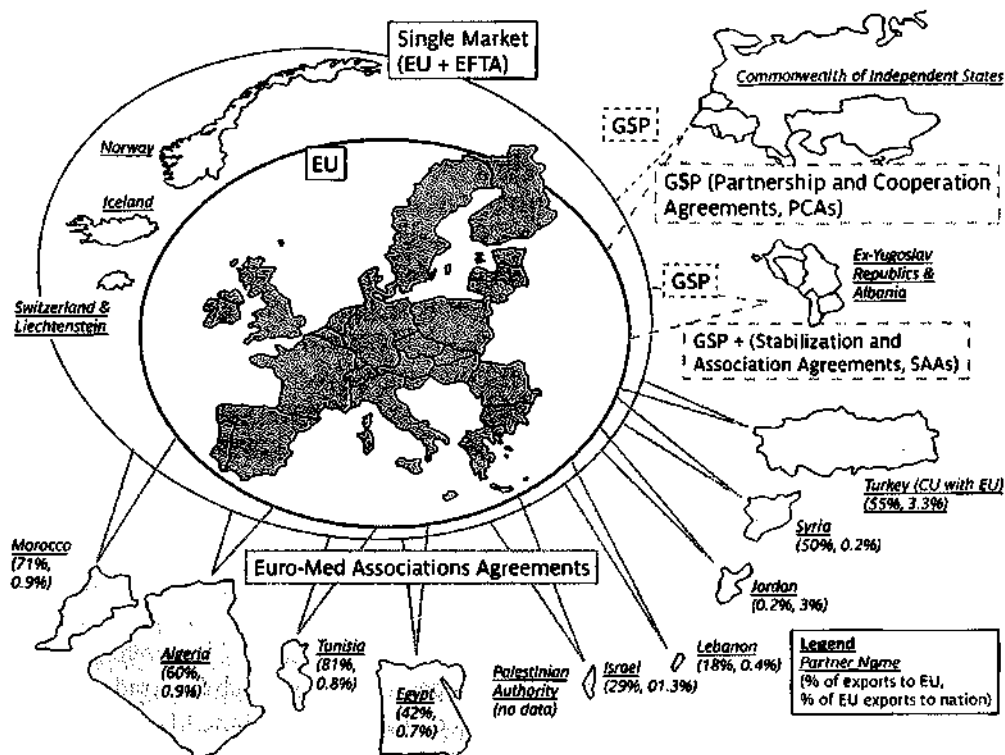 Single Market
(EU + EFTA)
Commonwealth of Independent States
GSP
Norway
EU
GSP (Partnership and Cooperation
Agreements, PCAs)
Iceland
Ex-Yugoslav
Republics &
Albania
GSP
Switzerland &
Liechtenstein
GSP + (Stabilization and
Association Agreements, SAAs)
Turkey (CU with EU)
(55%, 3.3%)
Syria
(50%, 0.2%)
Morocco
(71%,
0.9%)
Euro-Med Associations Agreements
Jordan
(0.2%, 3%)
Algeria
(60%,
0.9%)
Tunisia
(81%,
0.8%)
Egypt
(42%,
0.7%)
Palestinian
Authority
(no data)
Israel
(29%, 01.3%)
Lebanon
(18%, 0.4%)
Legend
Partner Name
(% of exports to EU,
% of EU exports to nation)